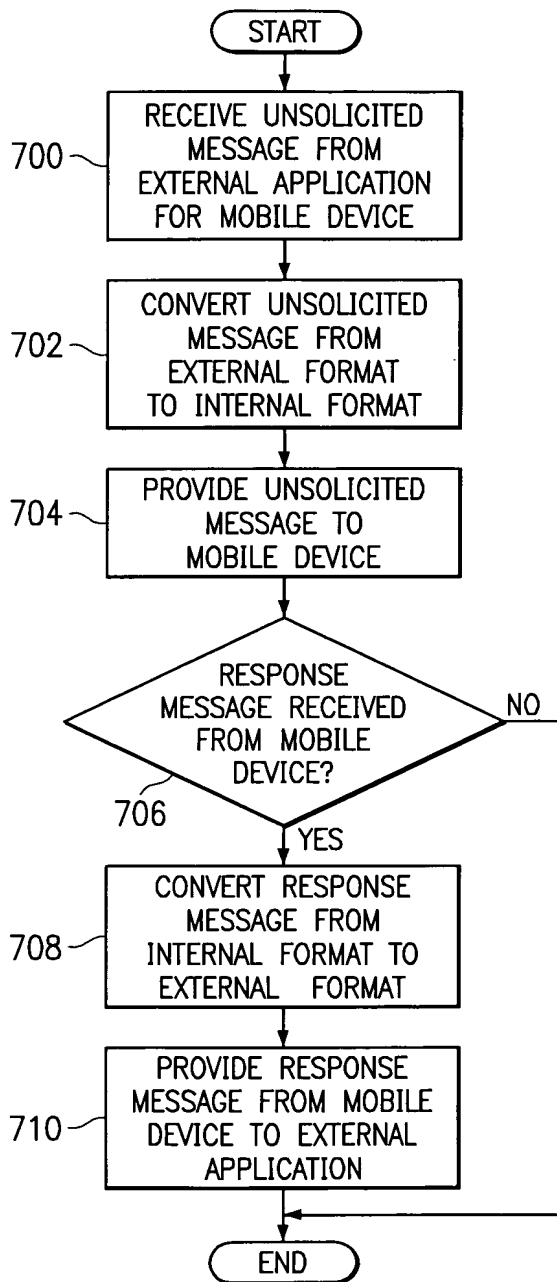 START
700
RECEIVE UNSOLICITED
MESSAGE FROM
EXTERNAL APPLICATION
FOR MOBILE DEVICE
702
CONVERT UNSOLICITED
MESSAGE FROM
EXTERNAL FORMAT
TO INTERNAL FORMAT
704
PROVIDE UNSOLICITED
MESSAGE TO
MOBILE DEVICE
RESPONSE
MESSAGE RECEIVED
FROM MOBILE
DEVICE?
NO
706
YES
708
CONVERT RESPONSE
MESSAGE FROM
INTERNAL FORMAT TO
EXTERNAL FORMAT
710
PROVIDE RESPONSE
MESSAGE FROM MOBILE
DEVICE TO EXTERNAL
APPLICATION
END